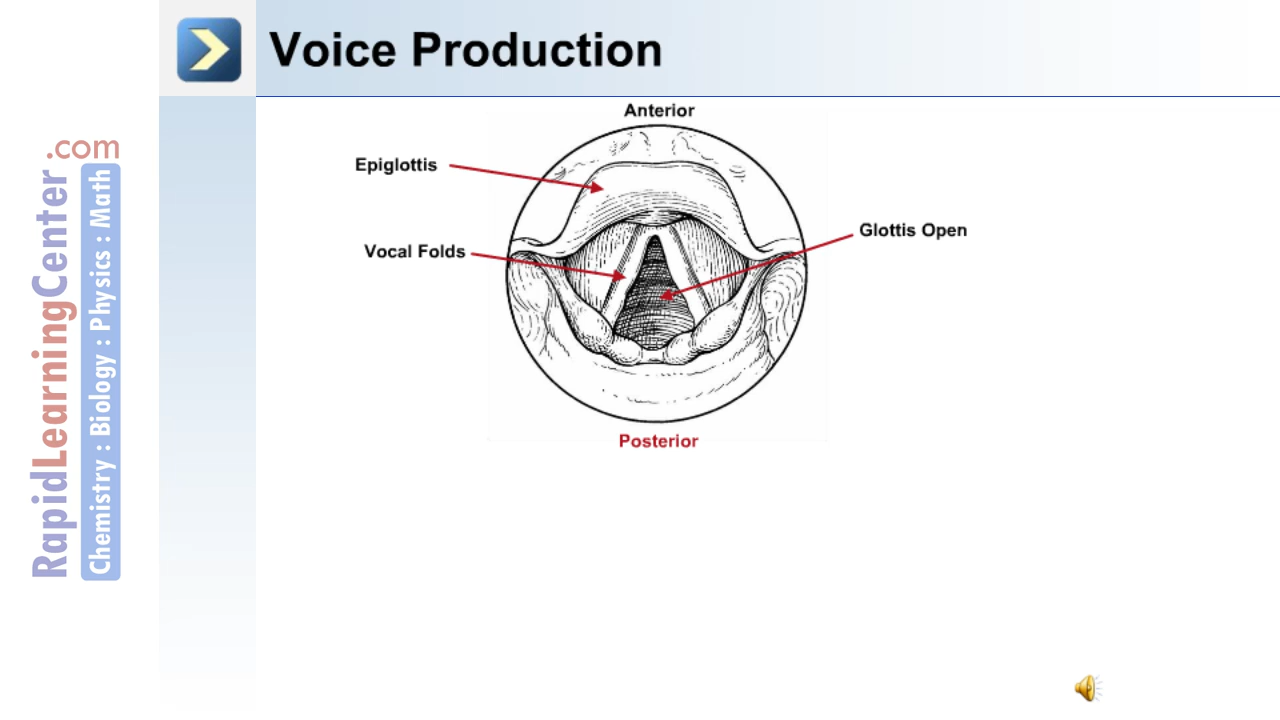 Voice Production
Anterior
Epiglottis
Glottis Open
Vocal Folds
Posterior
RapidLearningCenter.com
Chemistry : Biology : Physics : Math